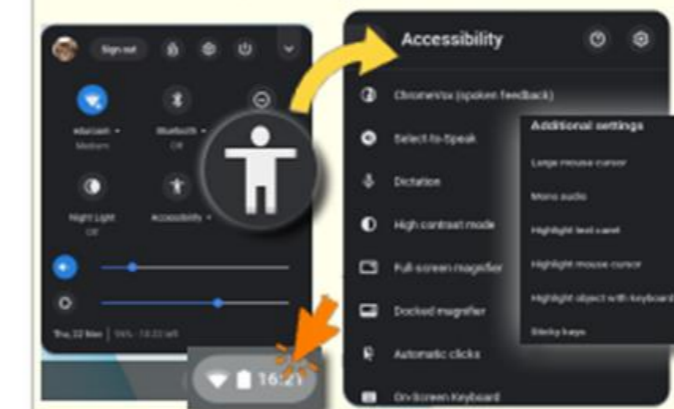 Sign out
eduroam
Medium
Bluetooth
Off
Night Light
Off
Accessibility
Thu, 22 Nov
16:21
Accessibility
ChromeVox (spoken feedback)
Select-to-Speak
Dictation
High contrast mode
Full-screen magnifier
Docked magnifier
Automatic clicks
On-Screen Keyboard
Additional settings
Large mouse cursor
Mono audio
Highlight text caret
Highlight mouse cursor
Highlight object with keyboard
Sticky keys